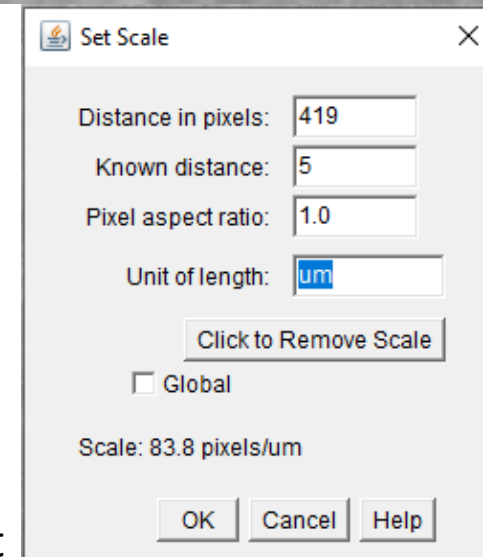 Set Scale
Distance in pixels: 419
Known distance: 5
Pixel aspect ratio: 1.0
Unit of length: um
Click to Remove Scale
Global
Scale: 83.8 pixels/um
OK Cancel Help